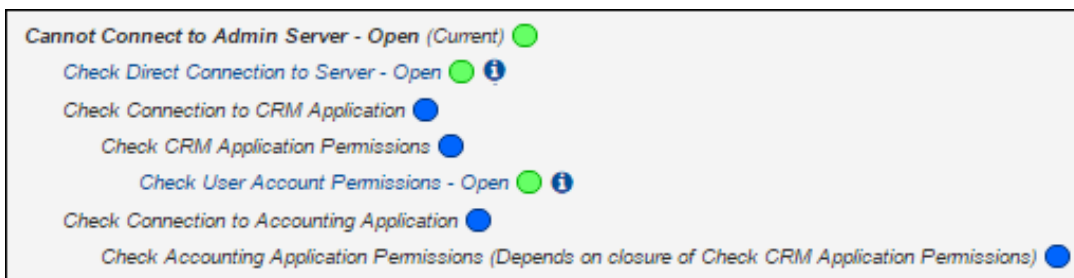 Cannot Connect to Admin Server - Open (Current)
Check Direct Connection to Server - Open
Check Connection to CRM Application
Check CRM Application Permissions
Check User Account Permissions - Open
Check Connection to Accounting Application
Check Accounting Application Permissions (Depends on closure of Check CRM Application Permissions)